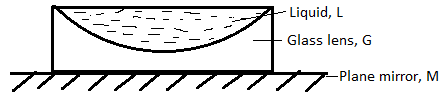 Liquid, L
Glass lens, G
Plane mirror, M